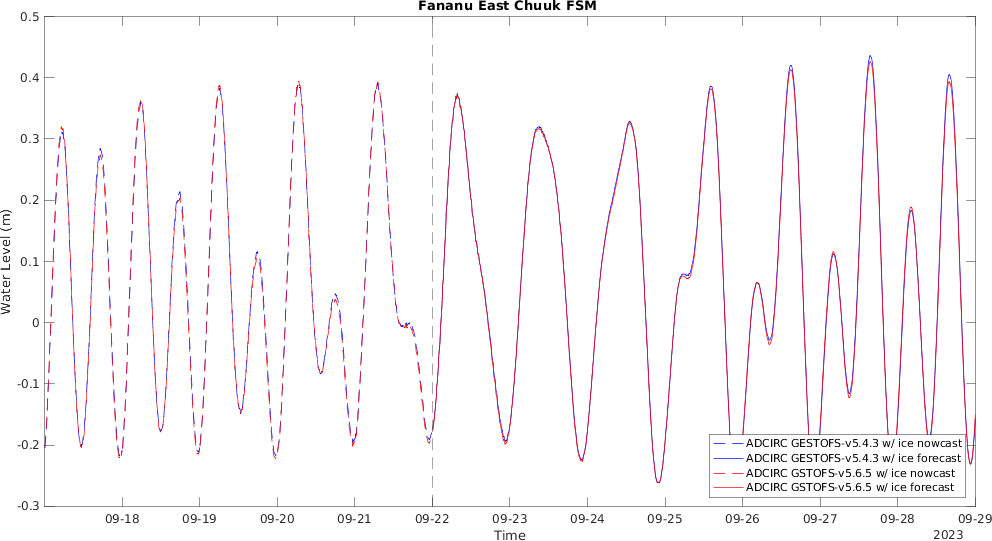 Fananu East Chuuk FSM
0.5
0.4
0.3
0.2
0.1
0
-0.1
-0.2
-0.3
Water Level (m)
ADCIRC GESTOFS-v5.4.3 w/ ice nowcast
ADCIRC GESTOFS-v5.4.3 w/ ice forecast
ADCIRC GSTOFS-v5.6.5 w/ ice nowcast
ADCIRC GSTOFS-v5.6.5 w/ ice forecast
09-18 09-19 09-20 09-21 09-22 09-23 09-24 09-25 09-26 09-27 09-28 09-29
Time 2023